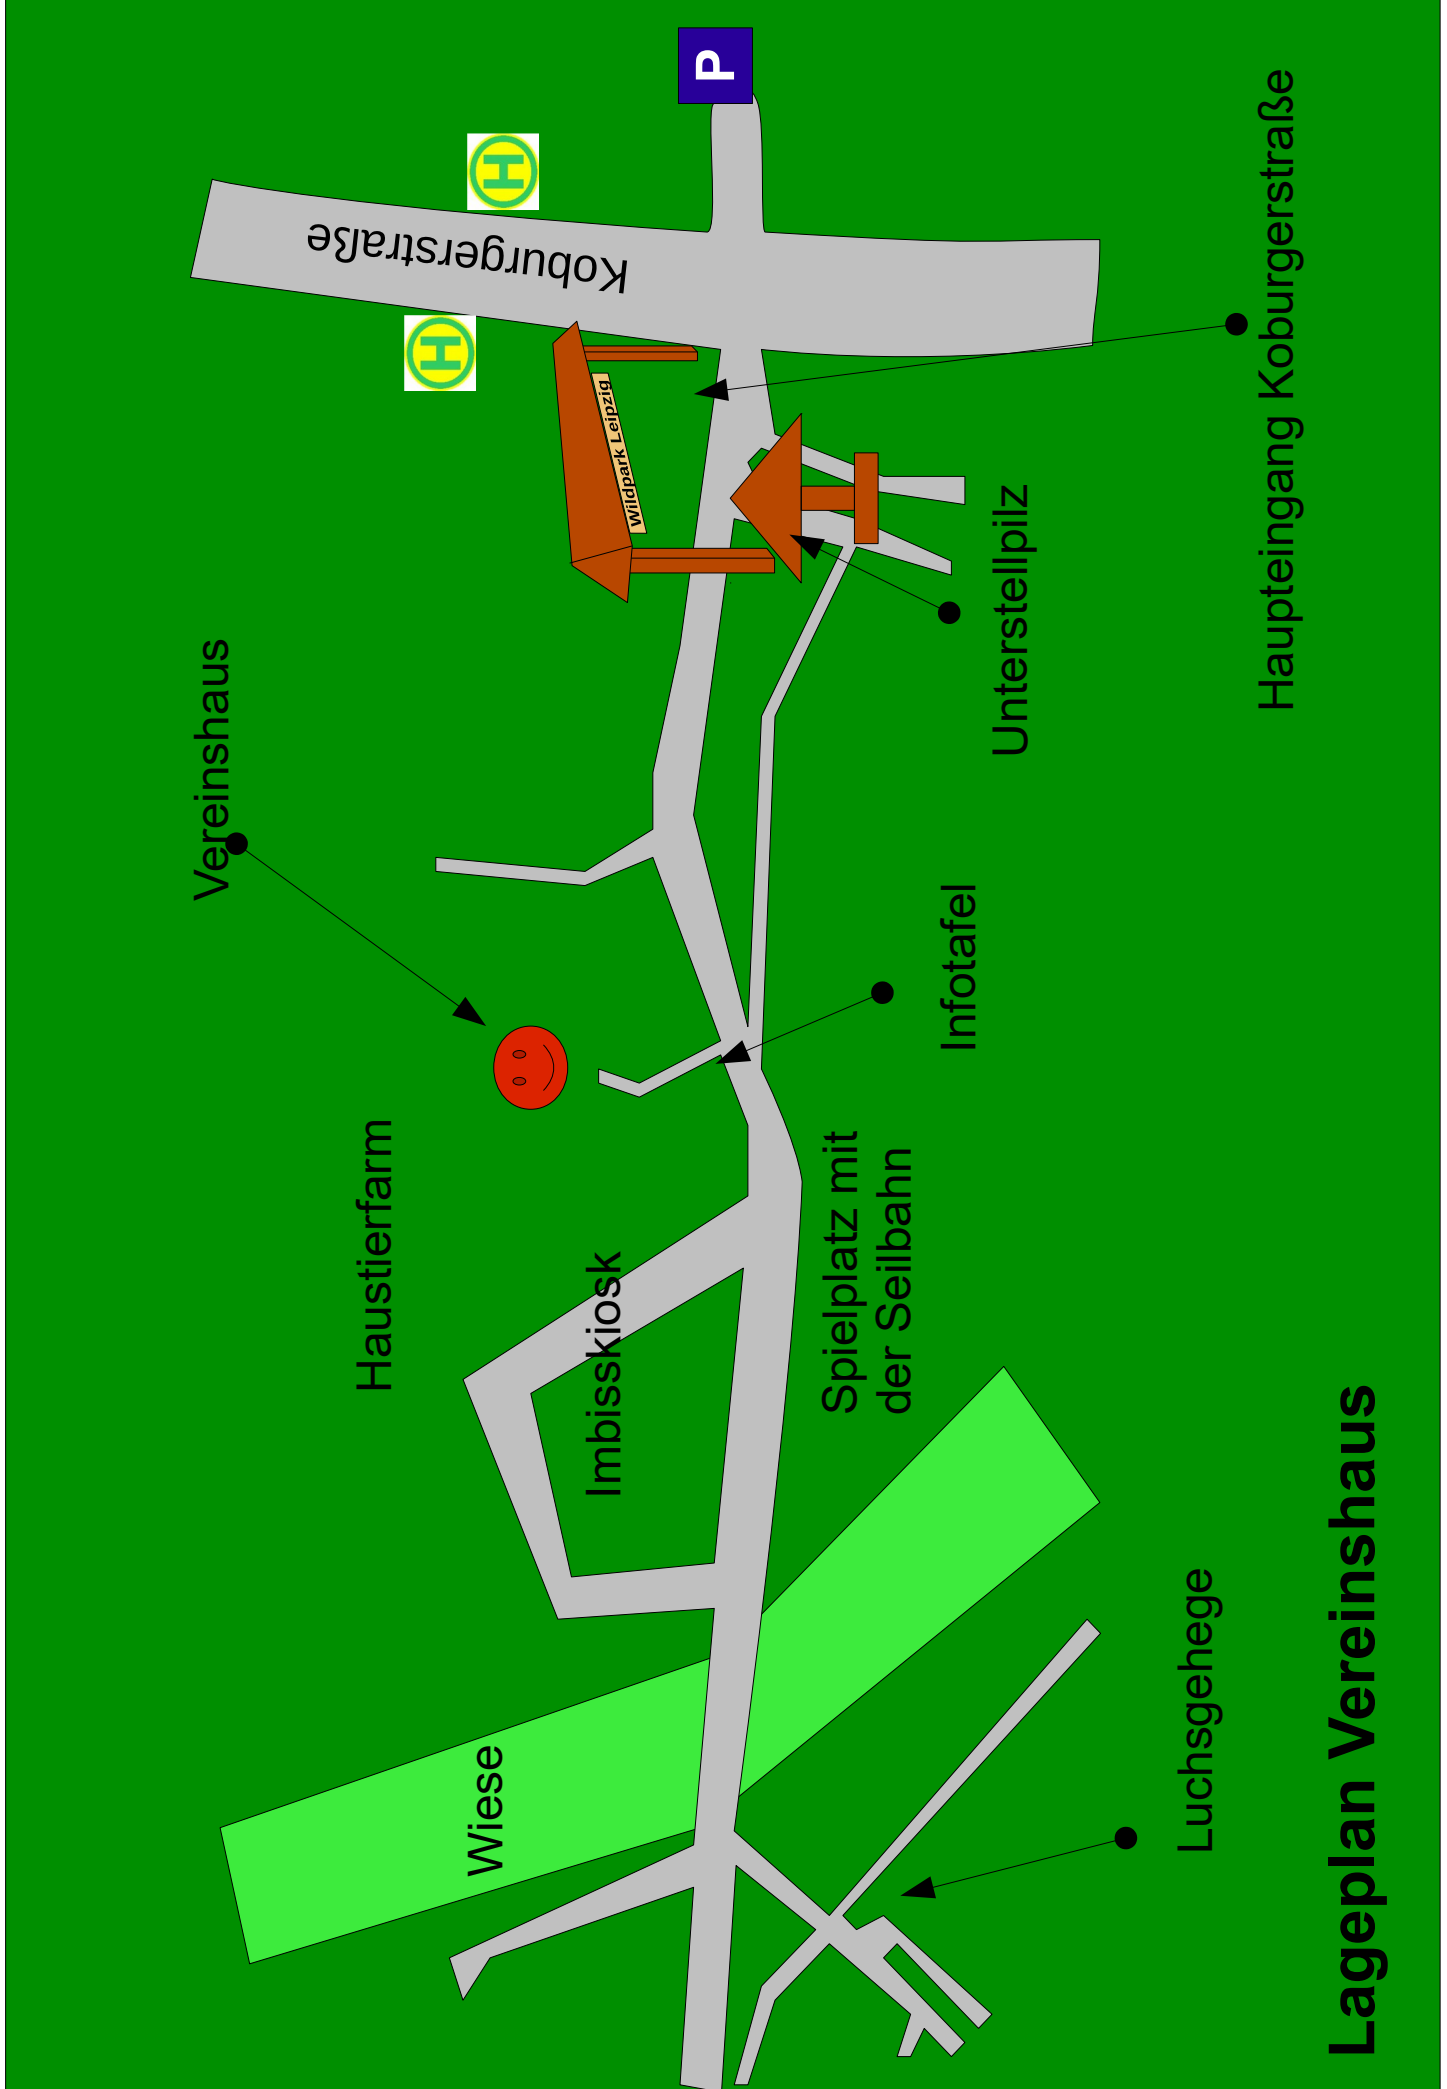 P
H
H
Koburgerstraße
Wildpark Leipzig
Haupteingang Koburgerstraße
Unterstellpilz
Vereinshaus
Infotafel
Haustierfarm
Imbisskiosk
Spielplatz mit
der Seilbahn
Wiese
Luchsgehege
Lageplan Vereinshaus